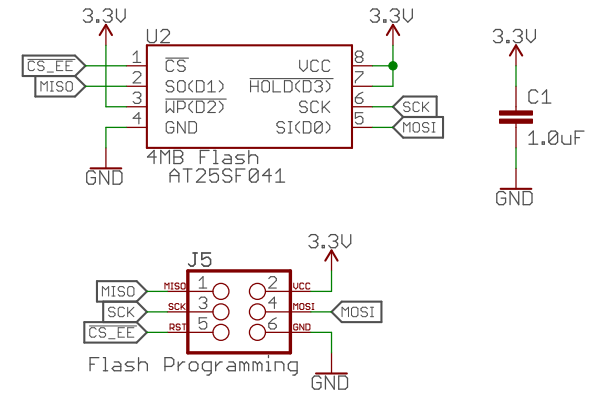 3.3V
3.3V
3.3V
U2
CS_EE
1
CS
VCC
8
MISO
2
SO(D1)
HOLD(D3)
7
3
WP(D2)
SCK
6
SCK
4
GND
SI(D0)
5
MOSI
C1
1.0uF
4MB Flash
AT25SF041
GND
GND
3.3V
J5
MISO
MISO
1
2
VCC
SCK
SCK
3
4
MOSI
MOSI
CS_EE
RST
5
6
GND
Flash Programming
GND